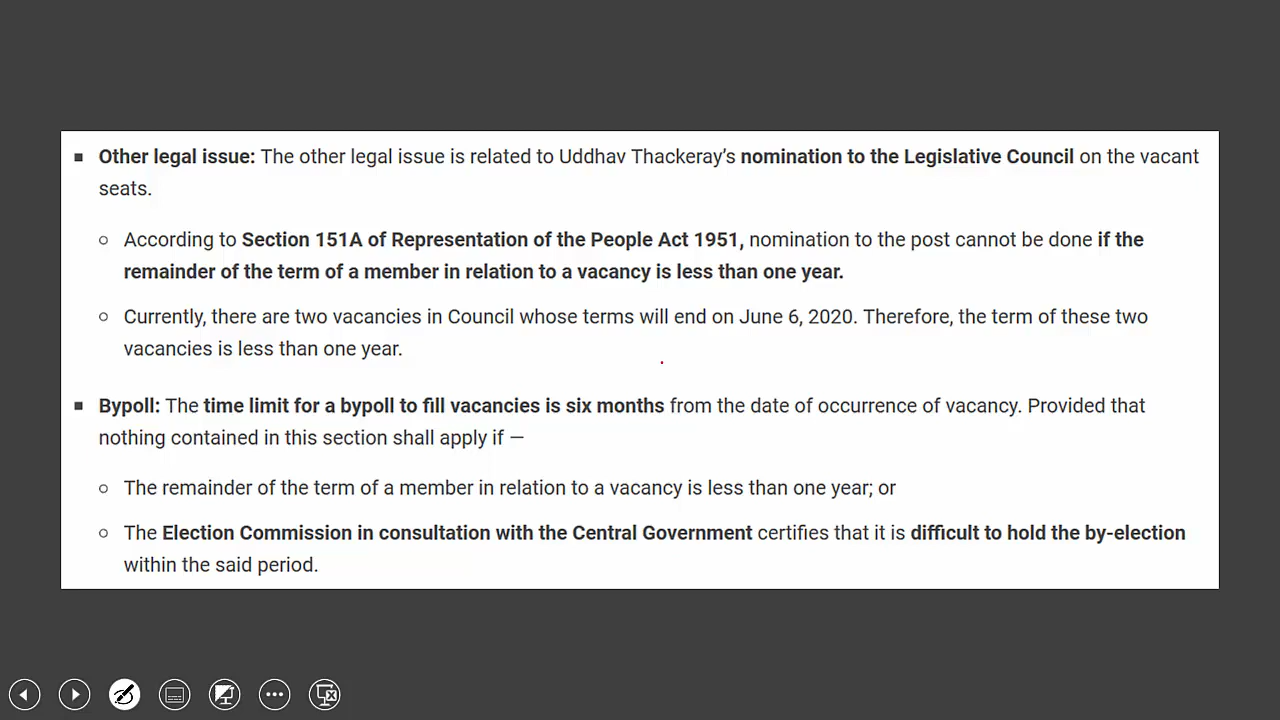 ▪ Other legal issue: The other legal issue is related to Uddhav Thackeray's nomination to the Legislative Council on the vacant
seats.
○ According to Section 151A of Representation of the People Act 1951, nomination to the post cannot be done if the
remainder of the term of a member in relation to a vacancy is less than one year.
○ Currently, there are two vacancies in Council whose terms will end on June 6, 2020. Therefore, the term of these two
vacancies is less than one year.
▪ Bypoll: The time limit for a bypoll to fill vacancies is six months from the date of occurrence of vacancy. Provided that
nothing contained in this section shall apply if —
○ The remainder of the term of a member in relation to a vacancy is less than one year; or
○ The Election Commission in consultation with the Central Government certifies that it is difficult to hold the by-election
within the said period.